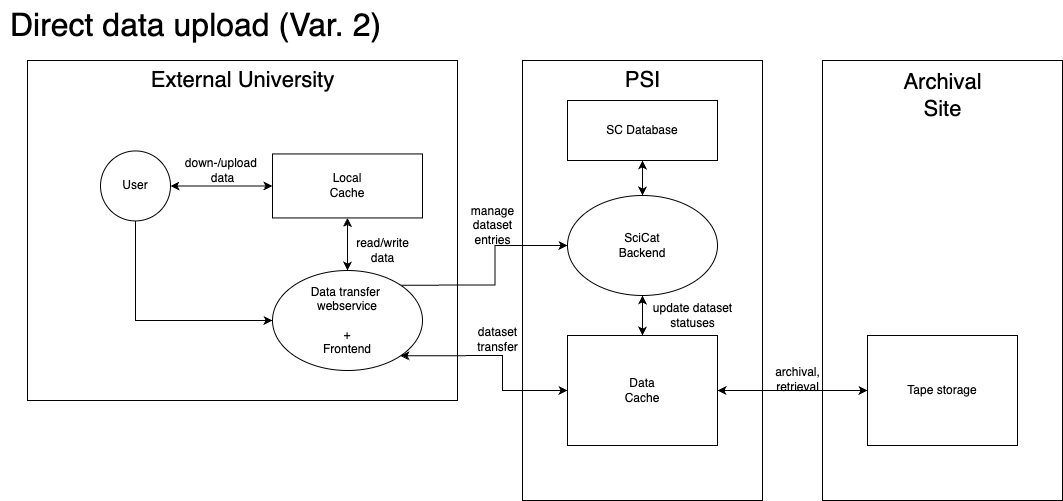 Direct data upload (Var. 2)
External University
PSI
Archival
Site
SC Database
down-/upload
data
User
Local
Cache
manage
dataset
entries
SciCat
Backend
read/write
data
Data transfer
webservice
+
Frontend
update dataset
statuses
dataset
transfer
Data
Cache
archival,
retrieval
Tape storage